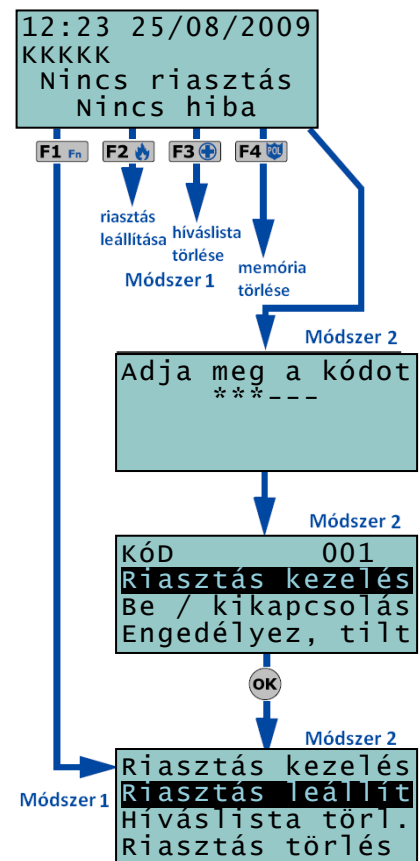 12:23 25/08/2009
KKKKK
Nincs riasztás
Nincs hiba
F1 Fn F2 F3 F4 POL
riasztás
leállítása
híváslista
törlése
memória
törlése
Módszer 1
Módszer 2
Adja meg a kódot
***---
Módszer 2
KóD 001
Riasztás kezelés
Be / kikapcsolás
Engedélyez, tilt
OK
Módszer 2
Módszer 1
Riasztás kezelés
Riasztás leállít
Híváslista törl.
Riasztás törlés